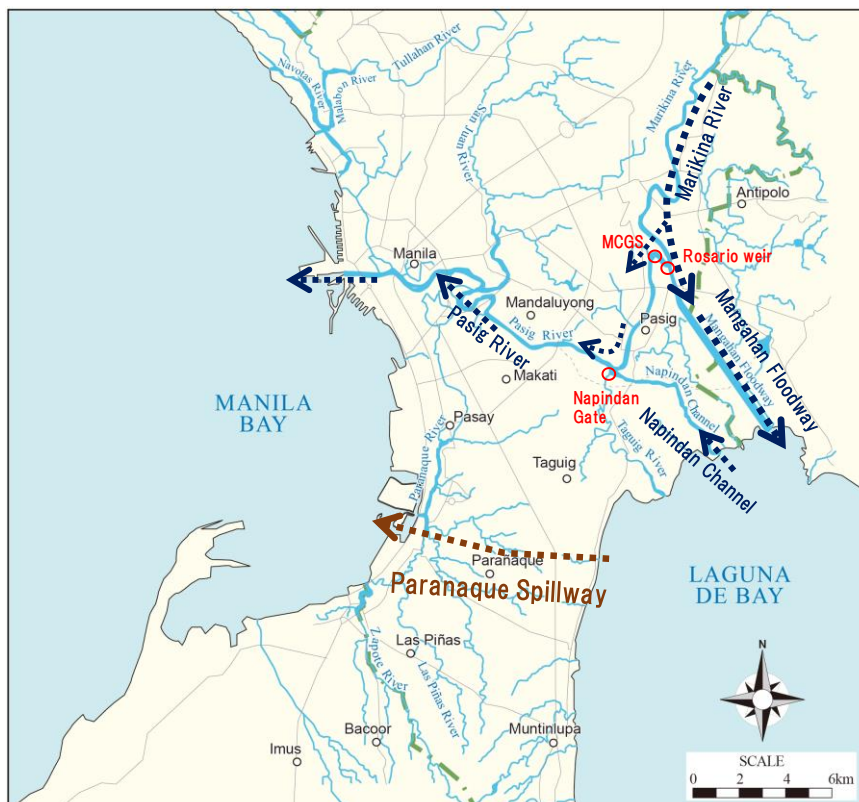 Navotas River
Malabon River
Tullahan River
San Juan River
Marikina River
Marikina River
Antipolo
MCGS
Rosario weir
Manila
Mandaluyong
Pasig
Pasig River
Pasig River
Mangahan Floodway
Mangahan Floodway
Makati
Napindan
Gate
Napindan Channel
Napindan Channel
MANILA
BAY
Pasay
Paranaque River
Taguig
Taguig River
Parañaque
Paranaque Spillway
LAGUNA
DE BAY
Zapote River
Las Piñas
Las Piñas River
Bacoor
Imus
Muntinlupa
N
SCALE
0 2 4 6km